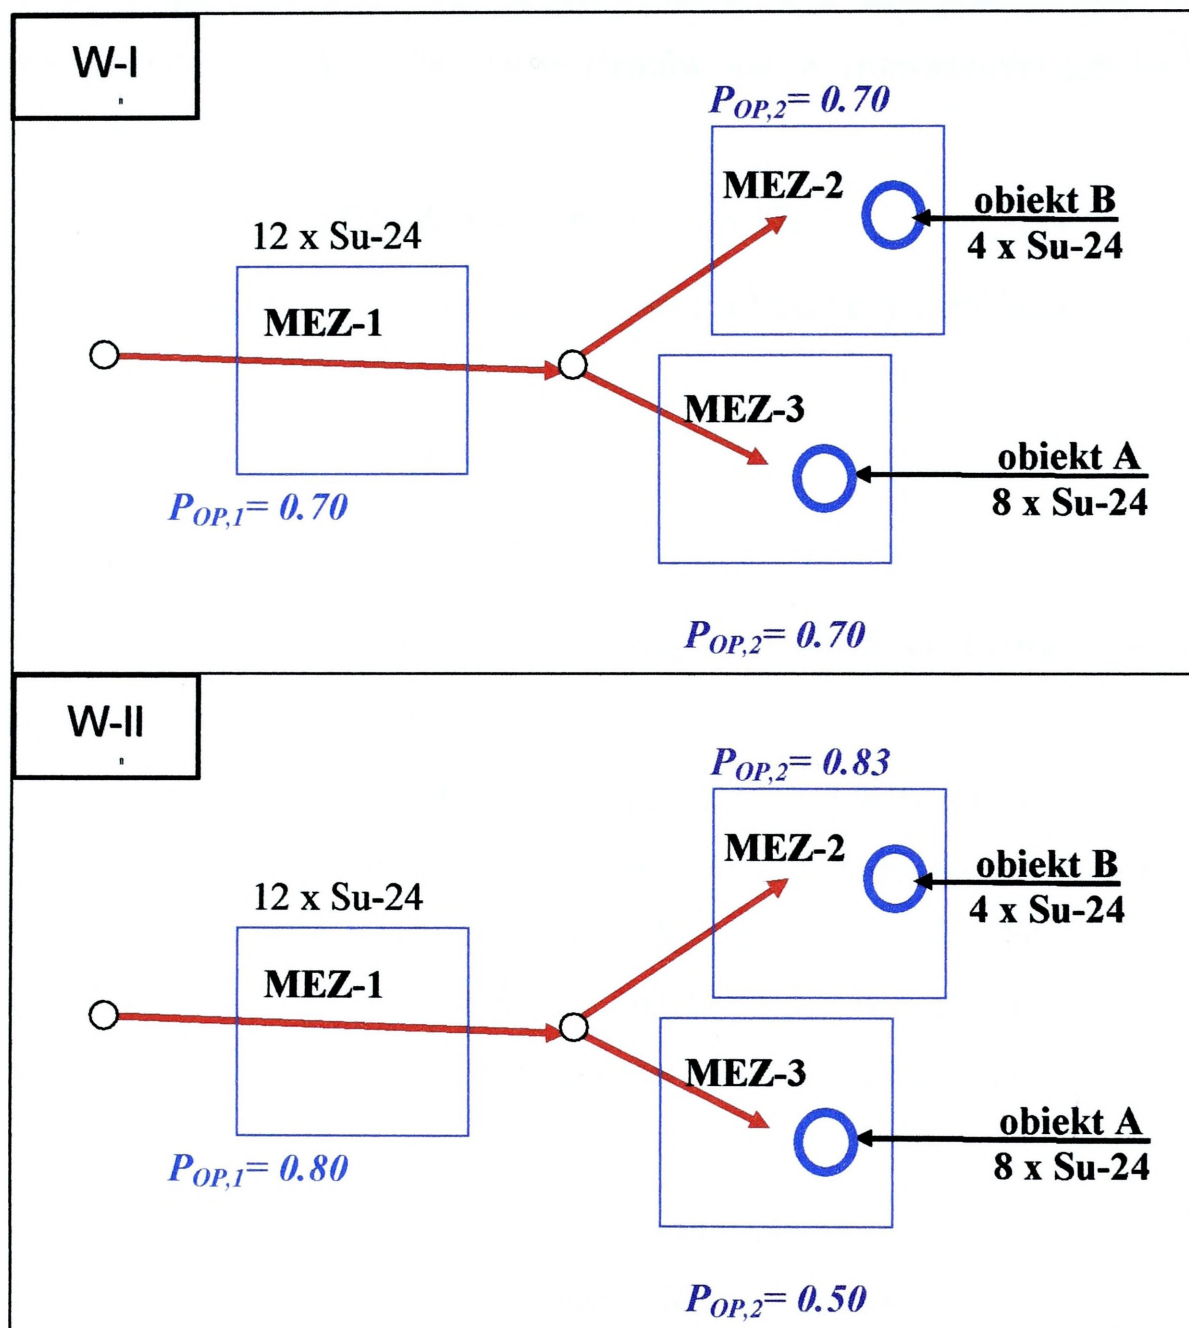 W-I
P_OP,2= 0.70
MEZ-2
obiekt B
4 x Su-24
12 x Su-24
MEZ-1
MEZ-3
obiekt A
8 x Su-24
P_OP,1= 0.70
P_OP,2= 0.70
W-II
P_OP,2= 0.83
MEZ-2
obiekt B
4 x Su-24
12 x Su-24
MEZ-1
MEZ-3
obiekt A
8 x Su-24
P_OP,1= 0.80
P_OP,2= 0.50